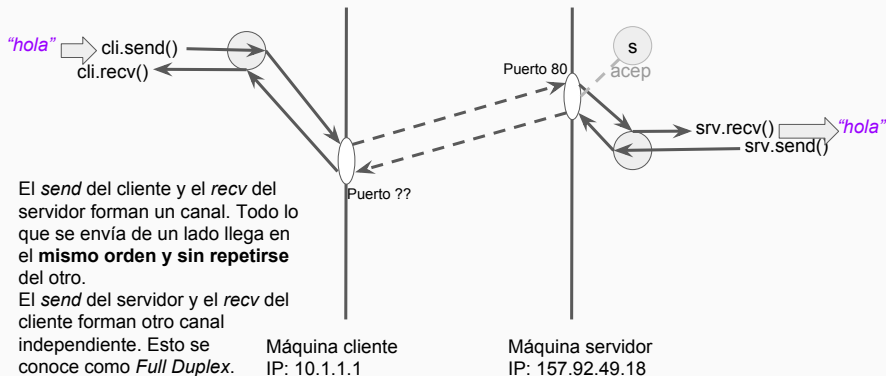 "hola"
cli.send()
cli.recv()
Puerto 80
s
acep
srv.recv()
"hola"
srv.send()
Puerto ??
El send del cliente y el recv del
servidor forman un canal. Todo lo
que se envía de un lado llega en
el mismo orden y sin repetirse
del otro.
El send del servidor y el recv del
cliente forman otro canal
independiente. Esto se
conoce como Full Duplex.
Máquina cliente
IP: 10.1.1.1
Máquina servidor
IP: 157.92.49.18